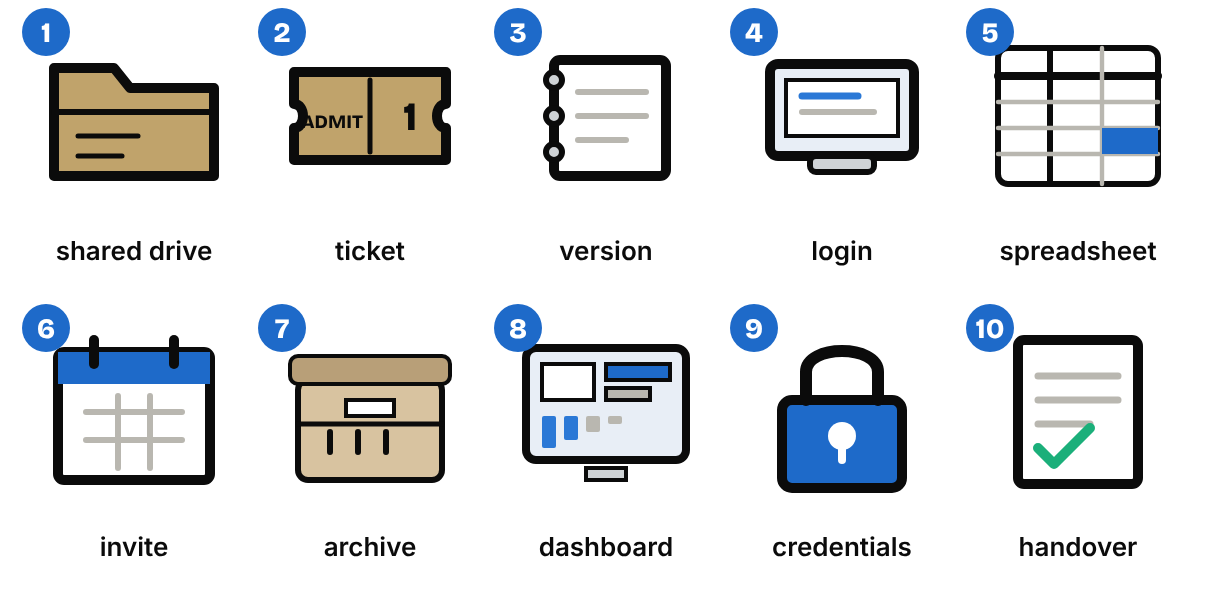 1
2
3
4
5
ADMIT
1
shared drive
ticket
version
login
spreadsheet
6
7
8
9
10
invite
archive
dashboard
credentials
handover